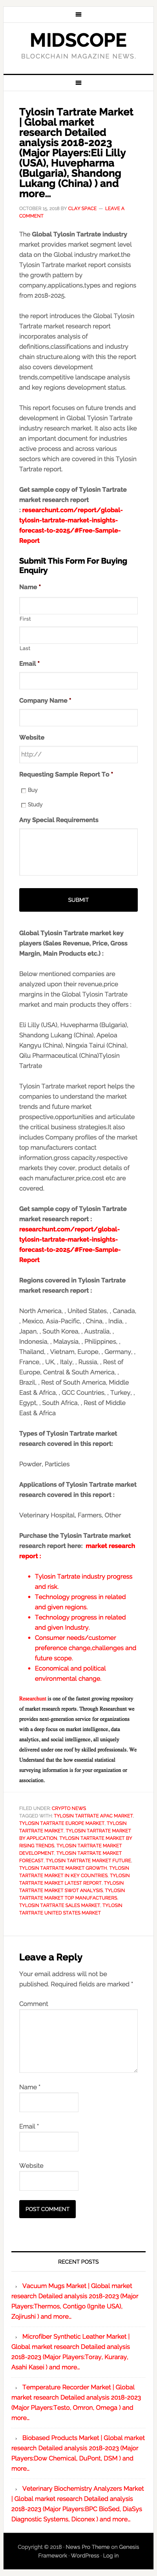 MIDSCOPE
BLOCKCHAIN MAGAZINE NEWS.
Tylosin Tartrate Market
| Global market
research Detailed
analysis 2018-2023
(Major Players:Eli Lilly
(USA), Huvepharma
(Bulgaria), Shandong
Lukang (China) ) and
more…
OCTOBER 15, 2018 BY CLAY SPACE — LEAVE A
COMMENT
The Global Tylosin Tartrate industry
market provides market segment level
data on the Global industry market.the
Tylosin Tartrate market report consists
the growth pattern by
company,applications,types and regions
from 2018-2025.
the report introduces the Global Tylosin
Tartrate market research report
incorporates analysis of
definitions,classifications and industry
chain structure.along with this the report
also covers development
trends,competitive landscape analysis
and key regions development status.
This report focuses on future trends and
development in Global Tylosin Tartrate
industry research. It also seeks to
industry contributions in all the major
active process and across various
sectors which are covered in this Tylosin
Tartrate report.
Get sample copy of Tylosin Tartrate
market research report
: researchunt.com/report/global-
tylosin-tartrate-market-insights-
forecast-to-2025/#Free-Sample-
Report
Submit This Form For Buying
Enquiry
Name *
First
Last
Email *
Company Name *
Website
http://
Requesting Sample Report To *
Buy
Study
Any Special Requirements
SUBMIT
Global Tylosin Tartrate market key
players (Sales Revenue, Price, Gross
Margin, Main Products etc.) :
Below mentioned companies are
analyzed upon their revenue,price
margins in the Global Tylosin Tartrate
market and main products they offers :
Eli Lilly (USA), Huvepharma (Bulgaria),
Shandong Lukang (China), Apeloa
Kangyu (China), Ningxia Tairui (China),
Qilu Pharmaceutical (China)Tylosin
Tartrate
Tylosin Tartrate market report helps the
companies to understand the market
trends and market
prospective,opportunities and articulate
the critical business strategies.It also
includes Company profiles of the market
top manufacturers contact
information,gross capacity,respective
markets they cover, product details of
each manufacturer,price,cost etc are
covered.
Get sample copy of Tylosin Tartrate
market research report :
researchunt.com/report/global-
tylosin-tartrate-market-insights-
forecast-to-2025/#Free-Sample-
Report
Regions covered in Tylosin Tartrate
market research report :
North America, , United States, , Canada,
, Mexico, Asia-Pacific, , China, , India, ,
Japan, , South Korea, , Australia, ,
Indonesia, , Malaysia, , Philippines, ,
Thailand, , Vietnam, Europe, , Germany, ,
France, , UK, , Italy, , Russia, , Rest of
Europe, Central & South America, ,
Brazil, , Rest of South America, Middle
East & Africa, , GCC Countries, , Turkey, ,
Egypt, , South Africa, , Rest of Middle
East & Africa
Types of Tylosin Tartrate market
research covered in this report:
Powder, Particles
Applications of Tylosin Tartrate market
research covered in this report :
Veterinary Hospital, Farmers, Other
Purchase the Tylosin Tartrate market
research report here: market research
report :
Tylosin Tartrate industry progress
and risk.
Technology progress in related
and given regions.
Technology progress in related
and given Industry.
Consumer needs/customer
preference change,challenges and
future scope.
Economical and political
environmental change.
Researchunt is one of the fastest growing repository
of market research reports. Through Researchunt we
provides next-generation service for organizations
with a deep focus on market intelligence, data
analytics, and social intelligence, all uniquely
delivered under one roof by skilled professionals. We
Understand the how essential statistical
surveying information is for your organization or
association.
FILED UNDER: CRYPTO NEWS
TAGGED WITH: TYLOSIN TARTRATE APAC MARKET,
TYLOSIN TARTRATE EUROPE MARKET, TYLOSIN
TARTRATE MARKET, TYLOSIN TARTRATE MARKET
BY APPLICATION, TYLOSIN TARTRATE MARKET BY
RISING TRENDS, TYLOSIN TARTRATE MARKET
DEVELOPMENT, TYLOSIN TARTRATE MARKET
FORECAST, TYLOSIN TARTRATE MARKET FUTURE,
TYLOSIN TARTRATE MARKET GROWTH, TYLOSIN
TARTRATE MARKET IN KEY COUNTRIES, TYLOSIN
TARTRATE MARKET LATEST REPORT, TYLOSIN
TARTRATE MARKET SWOT ANALYSIS, TYLOSIN
TARTRATE MARKET TOP MANUFACTURERS,
TYLOSIN TARTRATE SALES MARKET, TYLOSIN
TARTRATE UNITED STATES MARKET
Leave a Reply
Your email address will not be
published. Required fields are marked *
Comment
Name *
Email *
Website
POST COMMENT
RECENT POSTS
Vacuum Mugs Market | Global market
research Detailed analysis 2018-2023 (Major
Players:Thermos, Contigo (Ignite USA),
Zojirushi ) and more…
Microfiber Synthetic Leather Market |
Global market research Detailed analysis
2018-2023 (Major Players:Toray, Kuraray,
Asahi Kasei ) and more…
Temperature Recorder Market | Global
market research Detailed analysis 2018-2023
(Major Players:Testo, Omron, Omega ) and
more…
Biobased Products Market | Global market
research Detailed analysis 2018-2023 (Major
Players:Dow Chemical, DuPont, DSM ) and
more…
Veterinary Biochemistry Analyzers Market
| Global market research Detailed analysis
2018-2023 (Major Players:BPC BioSed, DiaSys
Diagnostic Systems, Diconex ) and more…
Copyright © 2018 · News Pro Theme on Genesis
Framework · WordPress · Log in